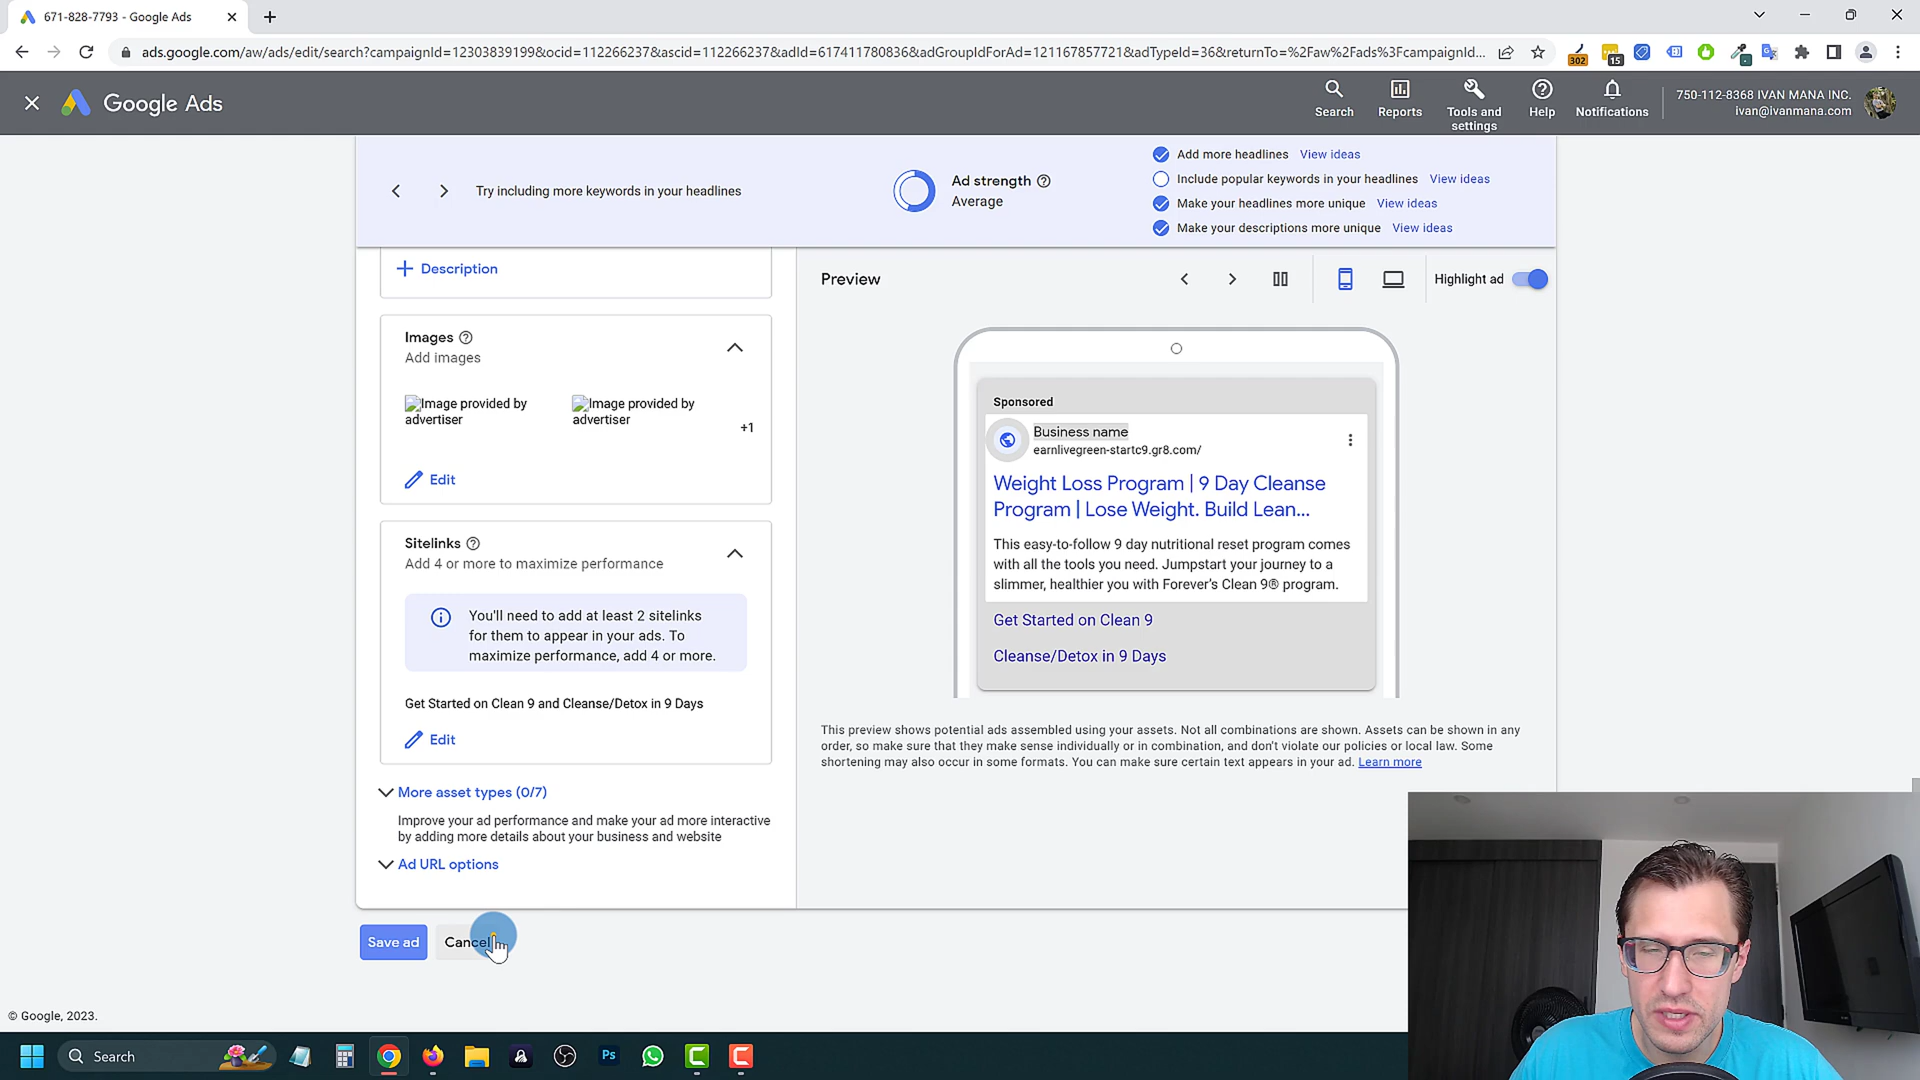 671-828-7793 - Google Ads
ads.google.com/aw/ads/edit/search?campaignId=12303839199&ocid=112266237&ascid=112266237&adId=617411780836&adGroupIdForAd=121167857721&adTypeId=36&returnTo=%2Faw%2Fads%3FcampaignId...
302
15
Google Ads
Search
Reports
Tools and settings
Help
Notifications
750-112-8368 IVAN MANA INC.
ivan@ivanmana.com
Try including more keywords in your headlines
Ad strength
Average
Add more headlines View ideas
Include popular keywords in your headlines View ideas
Make your headlines more unique View ideas
Make your descriptions more unique View ideas
Description
Images
Add images
Image provided by advertiser
Image provided by advertiser
+1
Edit
Sitelinks
Add 4 or more to maximize performance
You'll need to add at least 2 sitelinks
for them to appear in your ads. To
maximize performance, add 4 or more.
Get Started on Clean 9 and Cleanse/Detox in 9 Days
Edit
More asset types (0/7)
Improve your ad performance and make your ad more interactive
by adding more details about your business and website
Ad URL options
Preview
Highlight ad
Sponsored
Business name
earnlivegreen-startc9.gr8.com/
Weight Loss Program | 9 Day Cleanse
Program | Lose Weight. Build Lean...
This easy-to-follow 9 day nutritional reset program comes
with all the tools you need. Jumpstart your journey to a
slimmer, healthier you with Forever's Clean 9® program.
Get Started on Clean 9
Cleanse/Detox in 9 Days
This preview shows potential ads assembled using your assets. Not all combinations are shown. Assets can be shown in any
order, so make sure that they make sense individually or in combination, and don't violate our policies or local law. Some
shortening may also occur in some formats. You can make sure certain text appears in your ad. Learn more
Save ad
Cancel
© Google, 2023.
Search
Ps